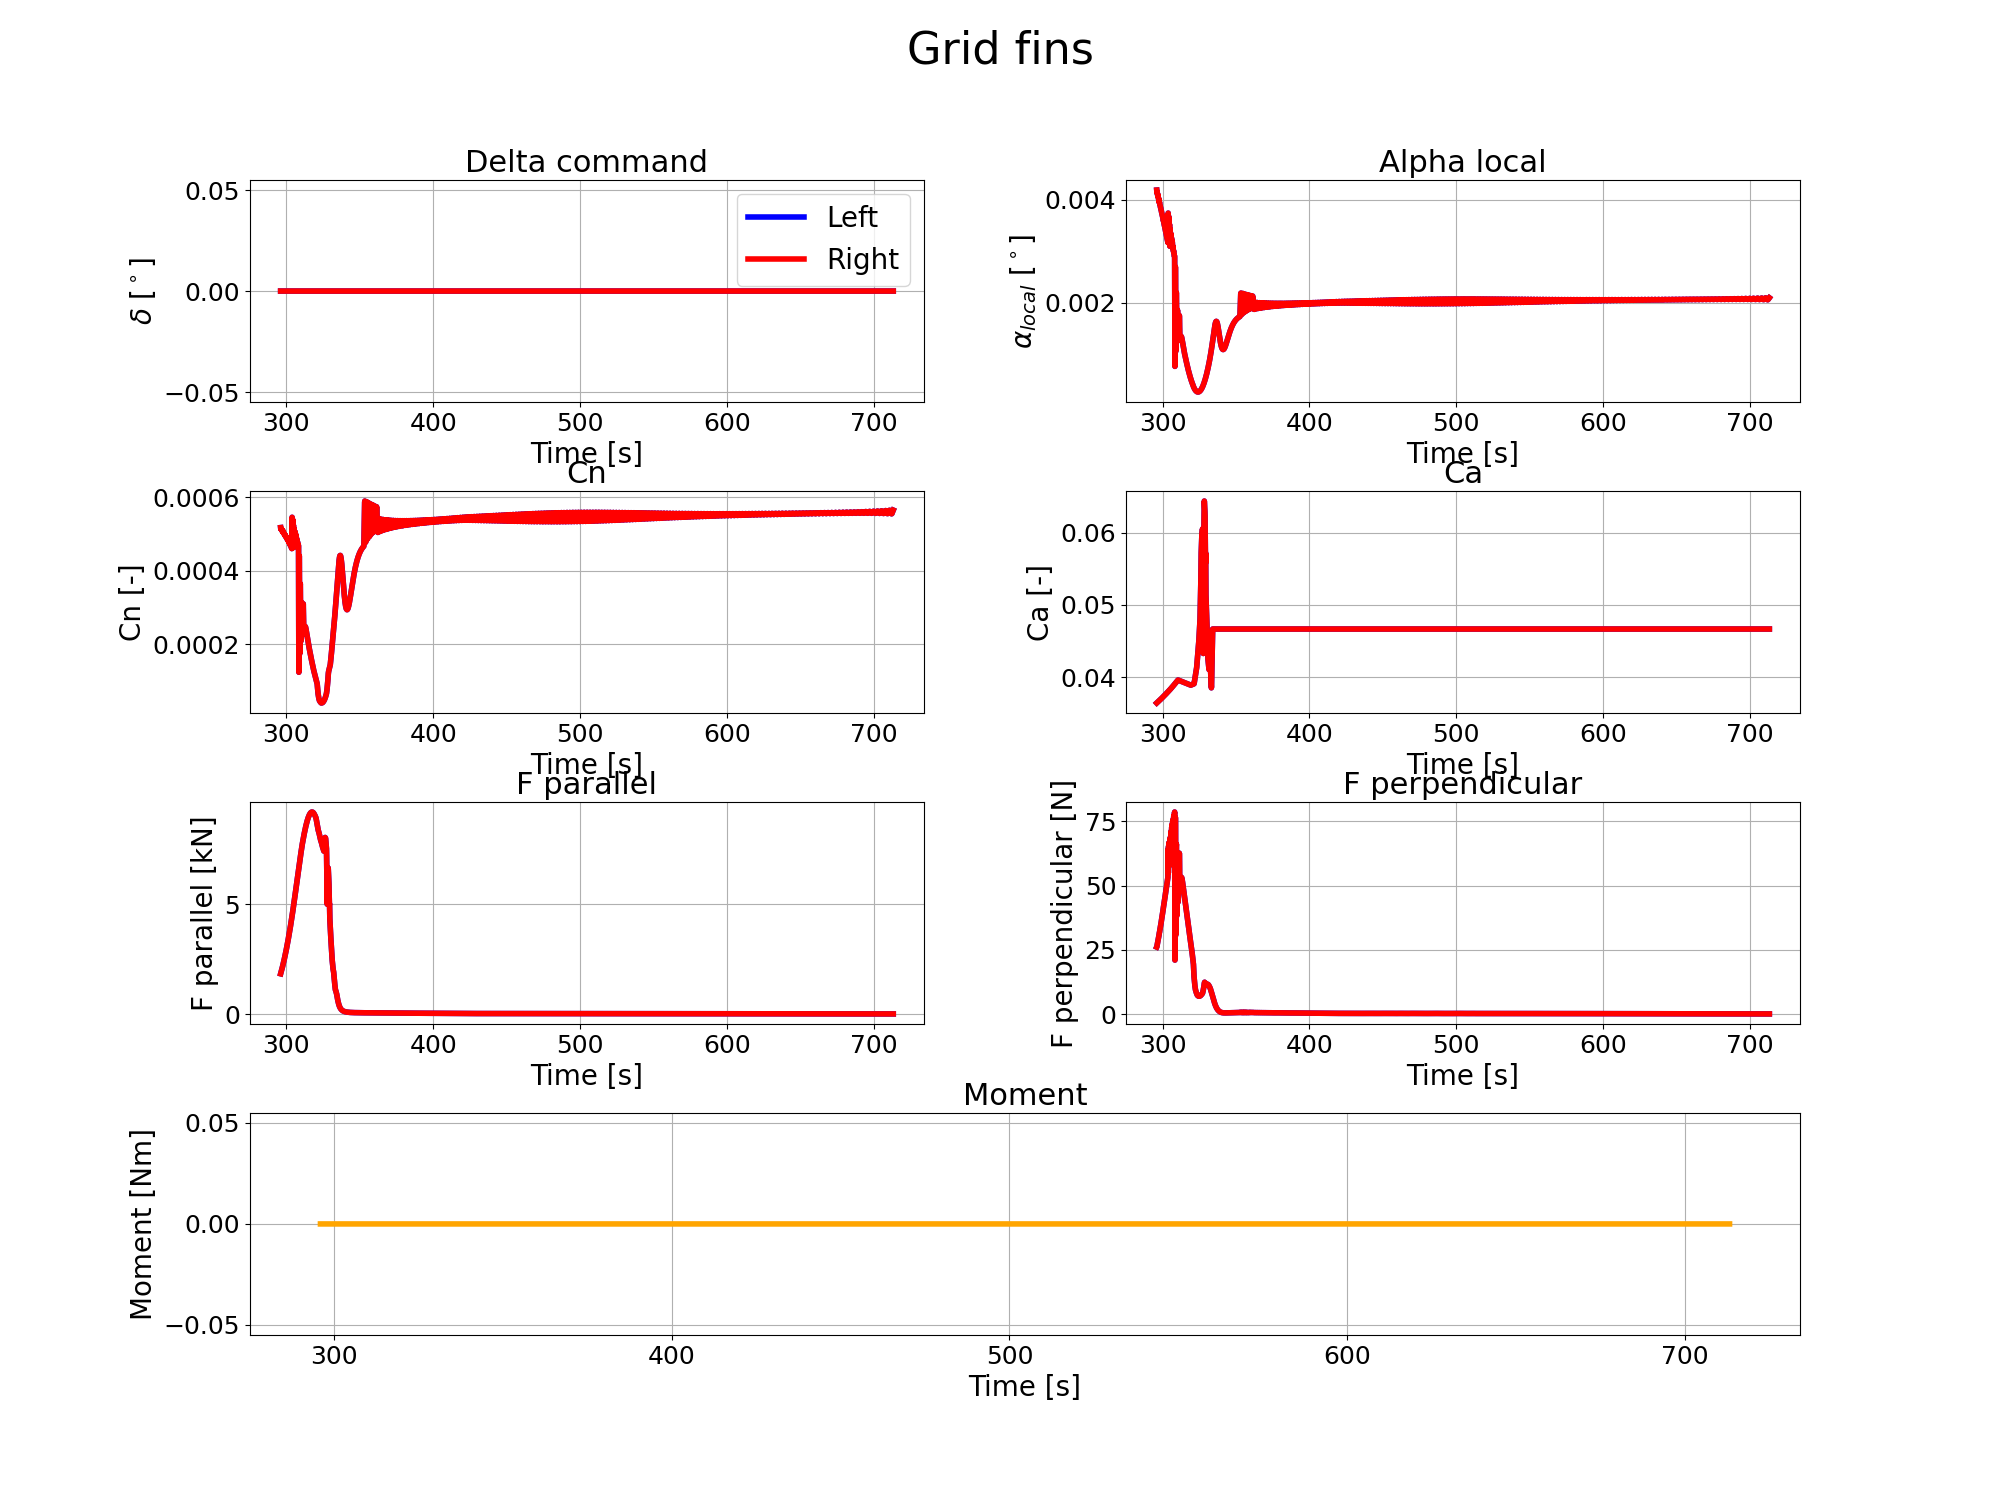 Grid fins
Delta command
δ [°]
0.05
0.00
−0.05
Left
Right
300 400 500 600 700
Time [s]
Alpha local
α_local [°]
0.004
0.002
300 400 500 600 700
Time [s]
Cn
Cn [-]
0.0006
0.0004
0.0002
300 400 500 600 700
Time [s]
Ca
Ca [-]
0.06
0.05
0.04
300 400 500 600 700
Time [s]
F parallel
F parallel [kN]
5
0
300 400 500 600 700
Time [s]
F perpendicular
F perpendicular [N]
75
50
25
0
300 400 500 600 700
Time [s]
Moment
Moment [Nm]
0.05
0.00
−0.05
300 400 500 600 700
Time [s]